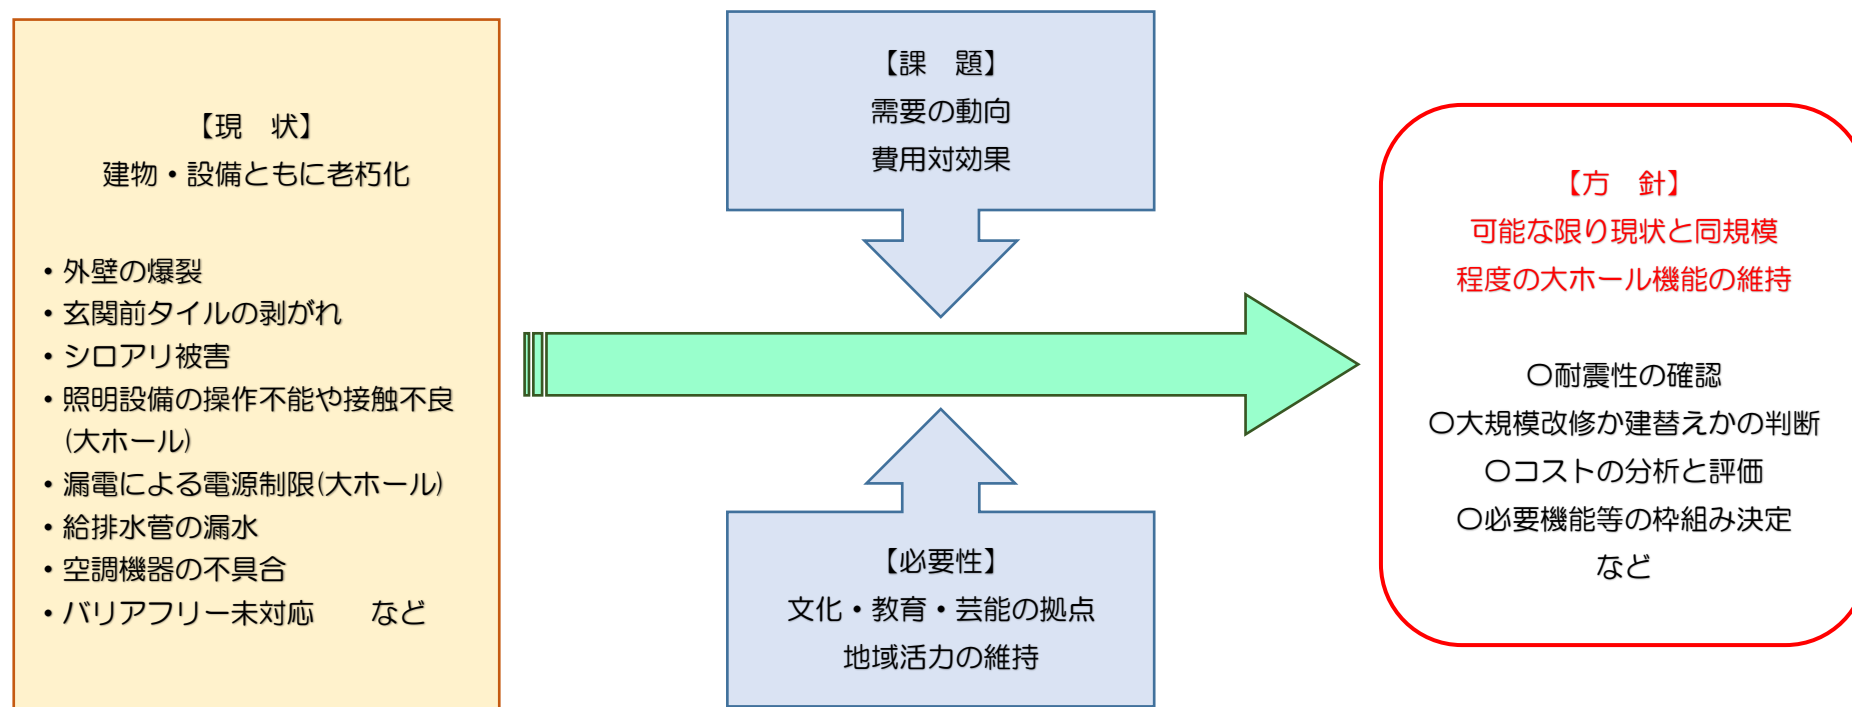 【現　状】
建物・設備ともに老朽化
・外壁の爆裂
・玄関前タイルの剥がれ
・シロアリ被害
・照明設備の操作不能や接触不良
(大ホール)
・漏電による電源制限(大ホール)
・給排水菅の漏水
・空調機器の不具合
・バリアフリー未対応　　など
【課　題】
需要の動向
費用対効果
【必要性】
文化・教育・芸能の拠点
地域活力の維持
【方　針】
可能な限り現状と同規模
程度の大ホール機能の維持
〇耐震性の確認
〇大規模改修か建替えかの判断
〇コストの分析と評価
〇必要機能等の枠組み決定
など